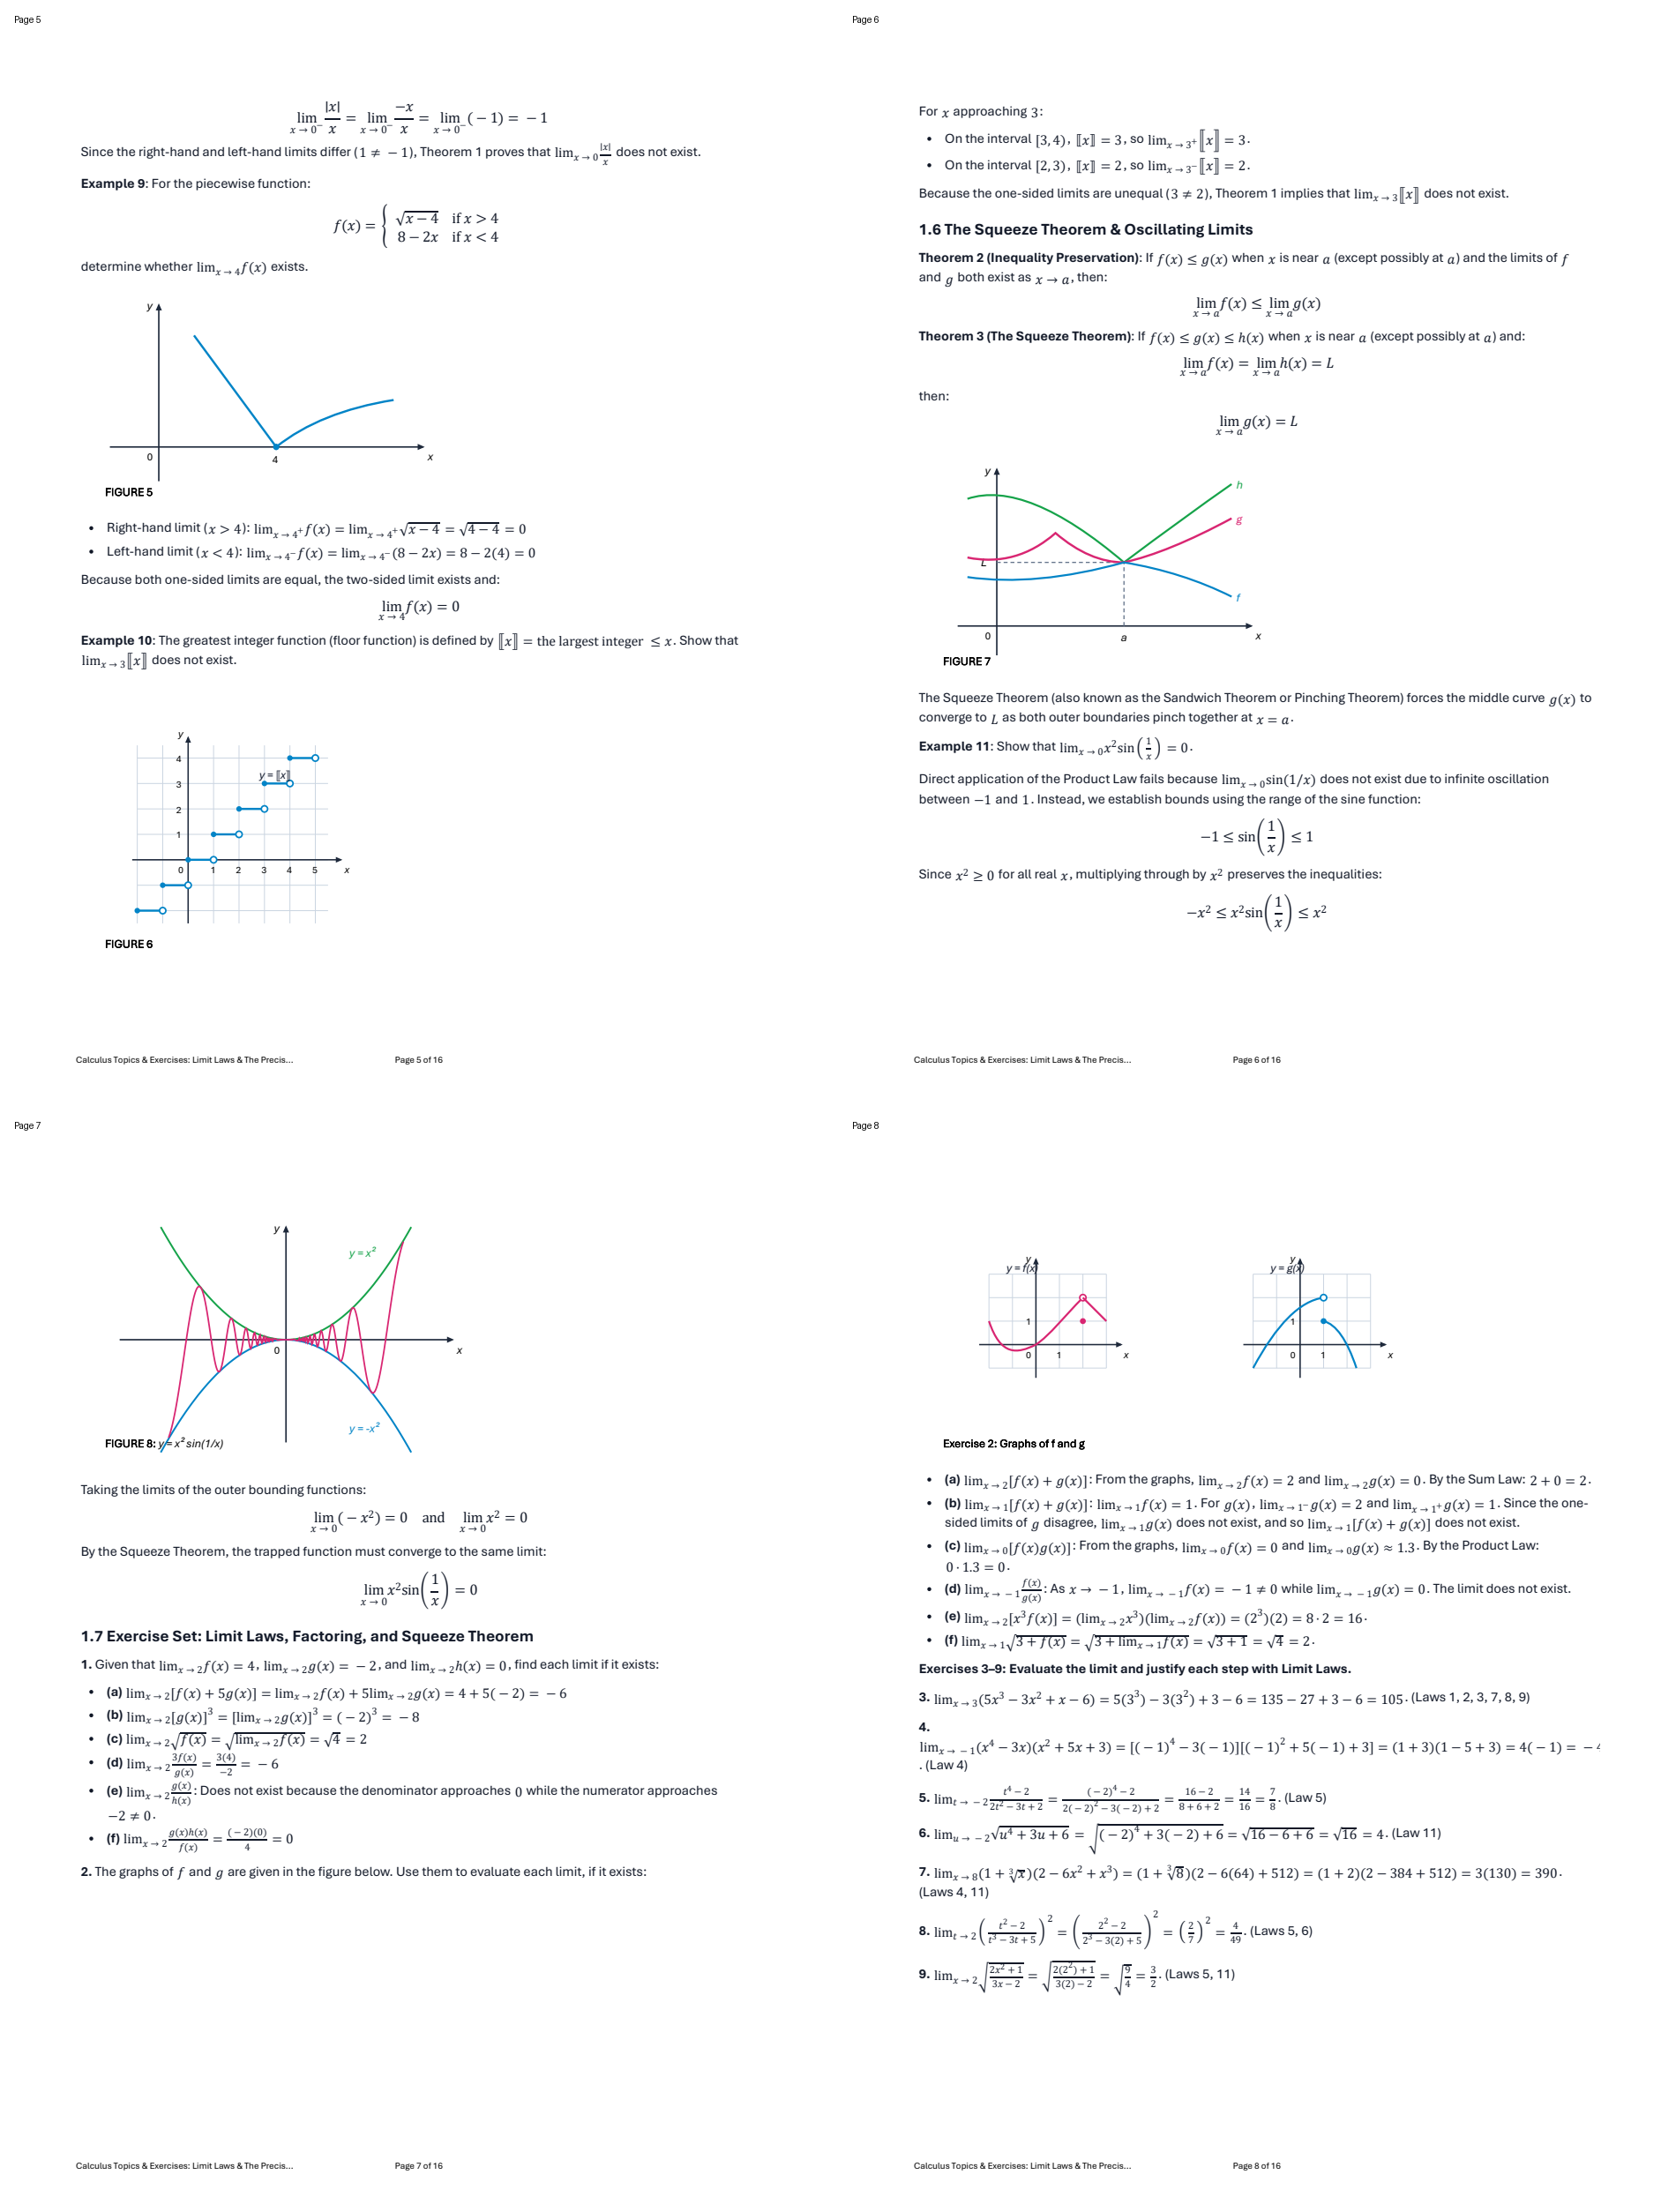 Page 5
lim_{x → 0⁻} |x|/x = lim_{x → 0⁻} −x/x = lim_{x → 0⁻} (− 1) = − 1
Since the right-hand and left-hand limits differ (1 ≠ − 1), Theorem 1 proves that lim_{x → 0} |x|/x does not exist.
Example 9: For the piecewise function:
f(x) = { √(x − 4) if x > 4
8 − 2x if x < 4
determine whether lim_{x → 4} f(x) exists.
y
0 4 x
FIGURE 5
• Right-hand limit (x > 4): lim_{x → 4⁺} f(x) = lim_{x → 4⁺} √(x − 4) = √(4 − 4) = 0
• Left-hand limit (x < 4): lim_{x → 4⁻} f(x) = lim_{x → 4⁻} (8 − 2x) = 8 − 2(4) = 0
Because both one-sided limits are equal, the two-sided limit exists and:
lim_{x → 4} f(x) = 0
Example 10: The greatest integer function (floor function) is defined by ⟦x⟧ = the largest integer ≤ x. Show that
lim_{x → 3} ⟦x⟧ does not exist.
y
4
y = ⟦x⟧
3
2
1
0 1 2 3 4 5 x
FIGURE 6
Calculus Topics & Exercises: Limit Laws & The Precis... Page 5 of 16
Page 6
For x approaching 3:
• On the interval [3, 4), ⟦x⟧ = 3, so lim_{x → 3⁺} ⟦x⟧ = 3.
• On the interval [2, 3), ⟦x⟧ = 2, so lim_{x → 3⁻} ⟦x⟧ = 2.
Because the one-sided limits are unequal (3 ≠ 2), Theorem 1 implies that lim_{x → 3} ⟦x⟧ does not exist.
1.6 The Squeeze Theorem & Oscillating Limits
Theorem 2 (Inequality Preservation): If f(x) ≤ g(x) when x is near a (except possibly at a) and the limits of f
and g both exist as x → a, then:
lim_{x → a} f(x) ≤ lim_{x → a} g(x)
Theorem 3 (The Squeeze Theorem): If f(x) ≤ g(x) ≤ h(x) when x is near a (except possibly at a) and:
lim_{x → a} f(x) = lim_{x → a} h(x) = L
then:
lim_{x → a} g(x) = L
y
h
g
L
f
0 a x
FIGURE 7
The Squeeze Theorem (also known as the Sandwich Theorem or Pinching Theorem) forces the middle curve g(x) to
converge to L as both outer boundaries pinch together at x = a.
Example 11: Show that lim_{x → 0} x² sin(1/x) = 0.
Direct application of the Product Law fails because lim_{x → 0} sin(1/x) does not exist due to infinite oscillation
between −1 and 1. Instead, we establish bounds using the range of the sine function:
−1 ≤ sin(1/x) ≤ 1
Since x² ≥ 0 for all real x, multiplying through by x² preserves the inequalities:
−x² ≤ x² sin(1/x) ≤ x²
Calculus Topics & Exercises: Limit Laws & The Precis... Page 6 of 16
Page 7
y
y = x²
0 x
y = -x²
FIGURE 8: y = x² sin(1/x)
Taking the limits of the outer bounding functions:
lim_{x → 0} (− x²) = 0 and lim_{x → 0} x² = 0
By the Squeeze Theorem, the trapped function must converge to the same limit:
lim_{x → 0} x² sin(1/x) = 0
1.7 Exercise Set: Limit Laws, Factoring, and Squeeze Theorem
1. Given that lim_{x → 2} f(x) = 4, lim_{x → 2} g(x) = − 2, and lim_{x → 2} h(x) = 0, find each limit if it exists:
• (a) lim_{x → 2} [f(x) + 5g(x)] = lim_{x → 2} f(x) + 5lim_{x → 2} g(x) = 4 + 5(− 2) = − 6
• (b) lim_{x → 2} [g(x)]³ = [lim_{x → 2} g(x)]³ = (− 2)³ = − 8
• (c) lim_{x → 2} √(f(x)) = √(lim_{x → 2} f(x)) = √4 = 2
• (d) lim_{x → 2} 3f(x)/g(x) = 3(4)/−2 = − 6
• (e) lim_{x → 2} g(x)/h(x): Does not exist because the denominator approaches 0 while the numerator approaches
−2 ≠ 0.
• (f) lim_{x → 2} g(x)h(x)/f(x) = (− 2)(0)/4 = 0
2. The graphs of f and g are given in the figure below. Use them to evaluate each limit, if it exists:
Calculus Topics & Exercises: Limit Laws & The Precis... Page 7 of 16
Page 8
y y
y = f(x) y = g(x)
1 1
0 1 x 0 1 x
Exercise 2: Graphs of f and g
• (a) lim_{x → 2} [f(x) + g(x)]: From the graphs, lim_{x → 2} f(x) = 2 and lim_{x → 2} g(x) = 0. By the Sum Law: 2 + 0 = 2.
• (b) lim_{x → 1} [f(x) + g(x)]: lim_{x → 1} f(x) = 1. For g(x), lim_{x → 1⁻} g(x) = 2 and lim_{x → 1⁺} g(x) = 1. Since the one-
sided limits of g disagree, lim_{x → 1} g(x) does not exist, and so lim_{x → 1} [f(x) + g(x)] does not exist.
• (c) lim_{x → 0} [f(x)g(x)]: From the graphs, lim_{x → 0} f(x) = 0 and lim_{x → 0} g(x) ≈ 1.3. By the Product Law:
0 · 1.3 = 0.
• (d) lim_{x → − 1} f(x)/g(x): As x → − 1, lim_{x → − 1} f(x) = − 1 ≠ 0 while lim_{x → − 1} g(x) = 0. The limit does not exist.
• (e) lim_{x → 2} [x³ f(x)] = (lim_{x → 2} x³)(lim_{x → 2} f(x)) = (2³)(2) = 8 · 2 = 16.
• (f) lim_{x → 1} √(3 + f(x)) = √(3 + lim_{x → 1} f(x)) = √(3 + 1) = √4 = 2.
Exercises 3–9: Evaluate the limit and justify each step with Limit Laws.
3. lim_{x → 3} (5x³ − 3x² + x − 6) = 5(3³) − 3(3²) + 3 − 6 = 135 − 27 + 3 − 6 = 105. (Laws 1, 2, 3, 7, 8, 9)
4.
lim_{x → − 1} (x⁴ − 3x)(x² + 5x + 3) = [(− 1)⁴ − 3(− 1)][(− 1)² + 5(− 1) + 3] = (1 + 3)(1 − 5 + 3) = 4(− 1) = −
. (Law 4)
5. lim_{t → − 2} (t⁴ − 2)/(2t² − 3t + 2) = ((− 2)⁴ − 2)/(2(− 2)² − 3(− 2) + 2) = (16 − 2)/(8 + 6 + 2) = 14/16 = 7/8. (Law 5)
6. lim_{u → − 2} √(u⁴ + 3u + 6) = √((− 2)⁴ + 3(− 2) + 6) = √(16 − 6 + 6) = √16 = 4. (Law 11)
7. lim_{x → 8} (1 + ∛x)(2 − 6x² + x³) = (1 + ∛8)(2 − 6(64) + 512) = (1 + 2)(2 − 384 + 512) = 3(130) = 390.
(Laws 4, 11)
8. lim_{t → 2} ((t² − 2)/(t³ − 3t + 5))² = ((2² − 2)/(2³ − 3(2) + 5))² = (2/7)² = 4/49. (Laws 5, 6)
9. lim_{x → 2} √((2x² + 1)/(3x − 2)) = √((2(2²) + 1)/(3(2) − 2)) = √(9/4) = 3/2. (Laws 5, 11)
Calculus Topics & Exercises: Limit Laws & The Precis... Page 8 of 16